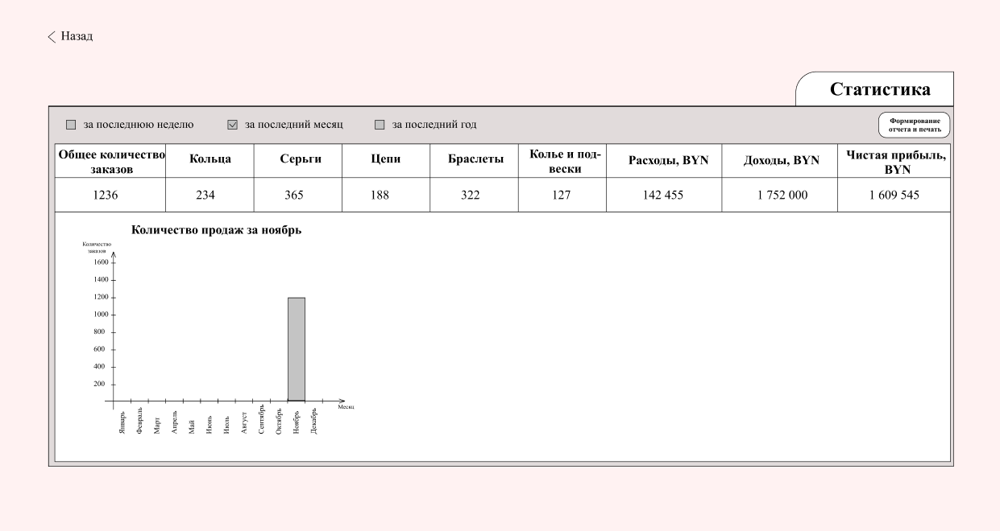 Назад
Статистика
за последнюю неделю
за последний месяц
за последний год
Формирование
отчета и печать
Общее количество
заказов
Кольца
Серьги
Цепи
Браслеты
Колье и под-
вески
Расходы, BYN
Доходы, BYN
Чистая прибыль,
BYN
1236
234
365
188
322
127
142 455
1 752 000
1 609 545
Количество продаж за ноябрь
Количество
заказов
1600
1400
1200
1000
800
600
400
200
Месяц
Январь
Февраль
Март
Апрель
Май
Июнь
Июль
Август
Сентябрь
Октябрь
Ноябрь
Декабрь